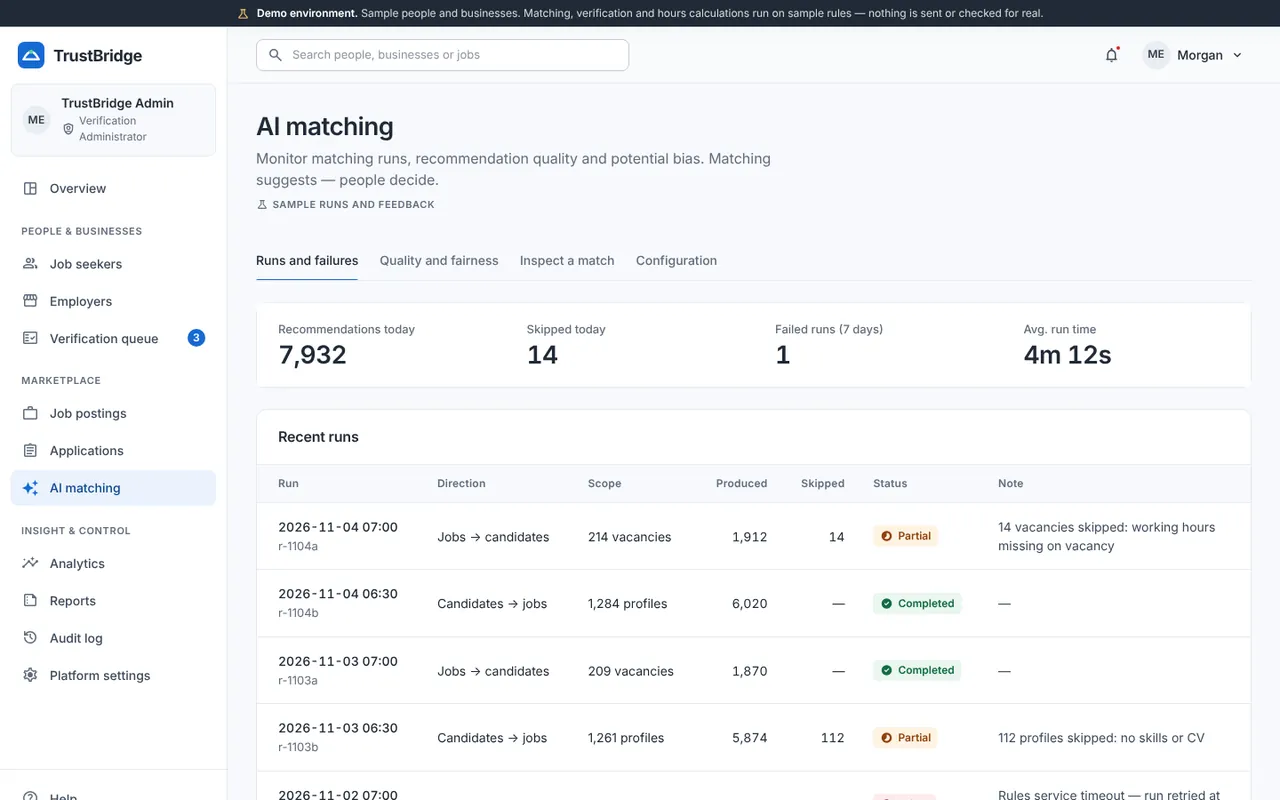 Demo environment. Sample people and businesses. Matching, verification and hours calculations run on sample rules — nothing is sent or checked for real.
TrustBridge
Search people, businesses or jobs
ME
Morgan
ME
TrustBridge Admin
Verification
Administrator
Overview
PEOPLE & BUSINESSES
Job seekers
Employers
Verification queue
3
MARKETPLACE
Job postings
Applications
AI matching
INSIGHT & CONTROL
Analytics
Reports
Audit log
Platform settings
Help
AI matching
Monitor matching runs, recommendation quality and potential bias. Matching
suggests — people decide.
SAMPLE RUNS AND FEEDBACK
Runs and failures
Quality and fairness
Inspect a match
Configuration
Recommendations today
7,932
Skipped today
14
Failed runs (7 days)
1
Avg. run time
4m 12s
Recent runs
Run Direction Scope Produced Skipped Status Note
2026-11-04 07:00
r-1104a
Jobs → candidates
214 vacancies
1,912
14
Partial
14 vacancies skipped: working hours
missing on vacancy
2026-11-04 06:30
r-1104b
Candidates → jobs
1,284 profiles
6,020
—
Completed
—
2026-11-03 07:00
r-1103a
Jobs → candidates
209 vacancies
1,870
—
Completed
—
2026-11-03 06:30
r-1103b
Candidates → jobs
1,261 profiles
5,874
112
Partial
112 profiles skipped: no skills or CV
2026-11-02 07:00
Rules service timeout — run retried at